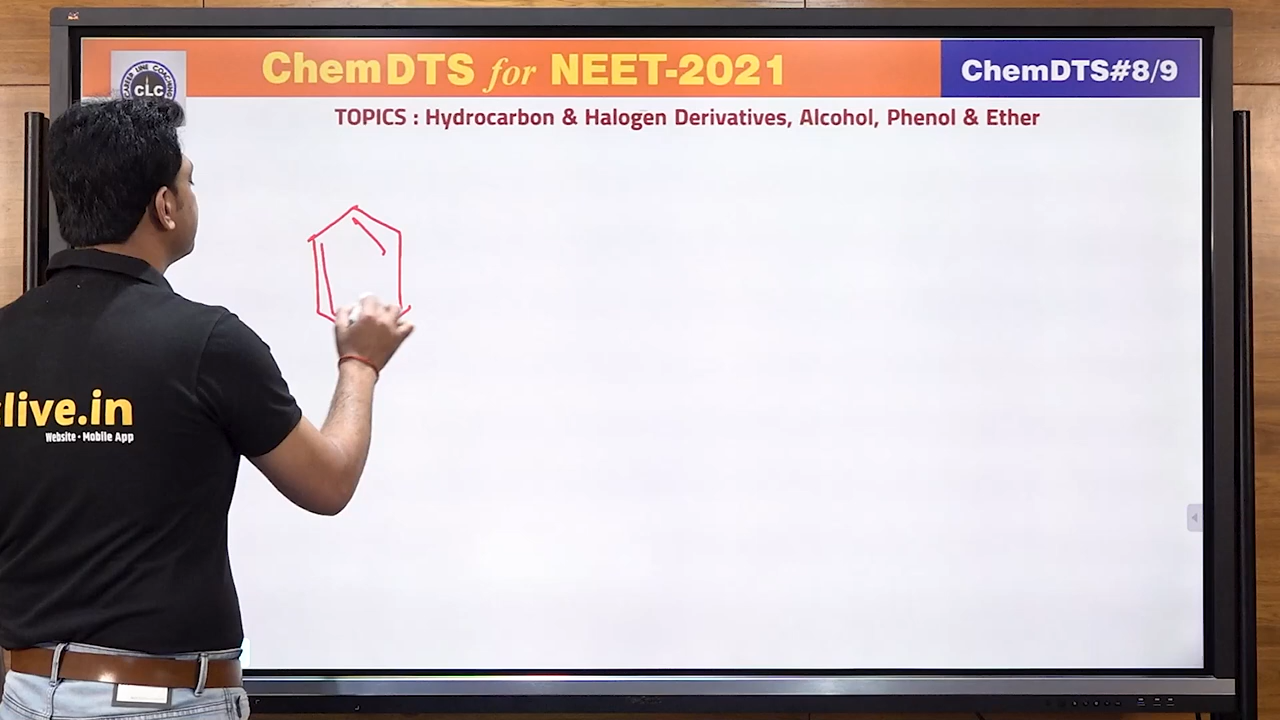 ChemDTS for NEET-2021
ChemDTS#8/9
CLC
TOPICS : Hydrocarbon & Halogen Derivatives, Alcohol, Phenol & Ether
live.in
Website • Mobile App